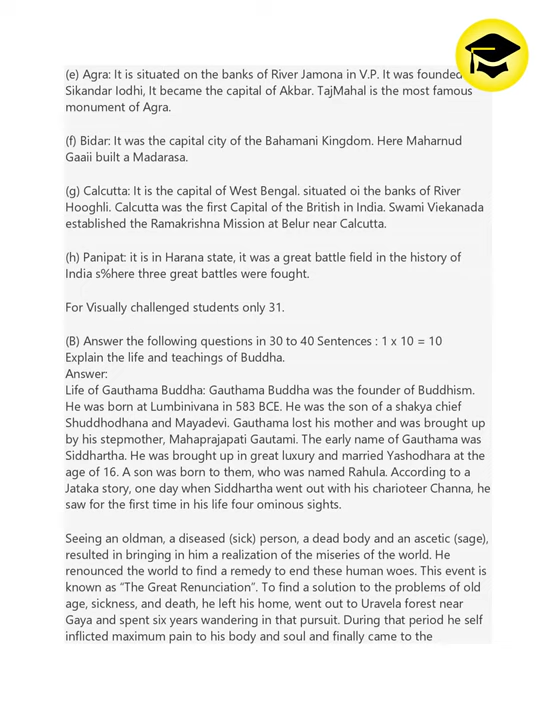 (e) Agra: It is situated on the banks of River Jamona in V.P. It was founded
Sikandar Iodhi, It became the capital of Akbar. TajMahal is the most famous
monument of Agra.
(f) Bidar: It was the capital city of the Bahamani Kingdom. Here Maharnud
Gaaii built a Madarasa.
(g) Calcutta: It is the capital of West Bengal. situated oi the banks of River
Hooghli. Calcutta was the first Capital of the British in India. Swami Viekanada
established the Ramakrishna Mission at Belur near Calcutta.
(h) Panipat: it is in Harana state, it was a great battle field in the history of
India s%here three great battles were fought.
For Visually challenged students only 31.
(B) Answer the following questions in 30 to 40 Sentences : 1 x 10 = 10
Explain the life and teachings of Buddha.
Answer:
Life of Gauthama Buddha: Gauthama Buddha was the founder of Buddhism.
He was born at Lumbinivana in 583 BCE. He was the son of a shakya chief
Shuddhodhana and Mayadevi. Gauthama lost his mother and was brought up
by his stepmother, Mahaprajapati Gautami. The early name of Gauthama was
Siddhartha. He was brought up in great luxury and married Yashodhara at the
age of 16. A son was born to them, who was named Rahula. According to a
Jataka story, one day when Siddhartha went out with his charioteer Channa, he
saw for the first time in his life four ominous sights.
Seeing an oldman, a diseased (sick) person, a dead body and an ascetic (sage),
resulted in bringing in him a realization of the miseries of the world. He
renounced the world to find a remedy to end these human woes. This event is
known as “The Great Renunciation”. To find a solution to the problems of old
age, sickness, and death, he left his home, went out to Uravela forest near
Gaya and spent six years wandering in that pursuit. During that period he self
inflicted maximum pain to his body and soul and finally came to the